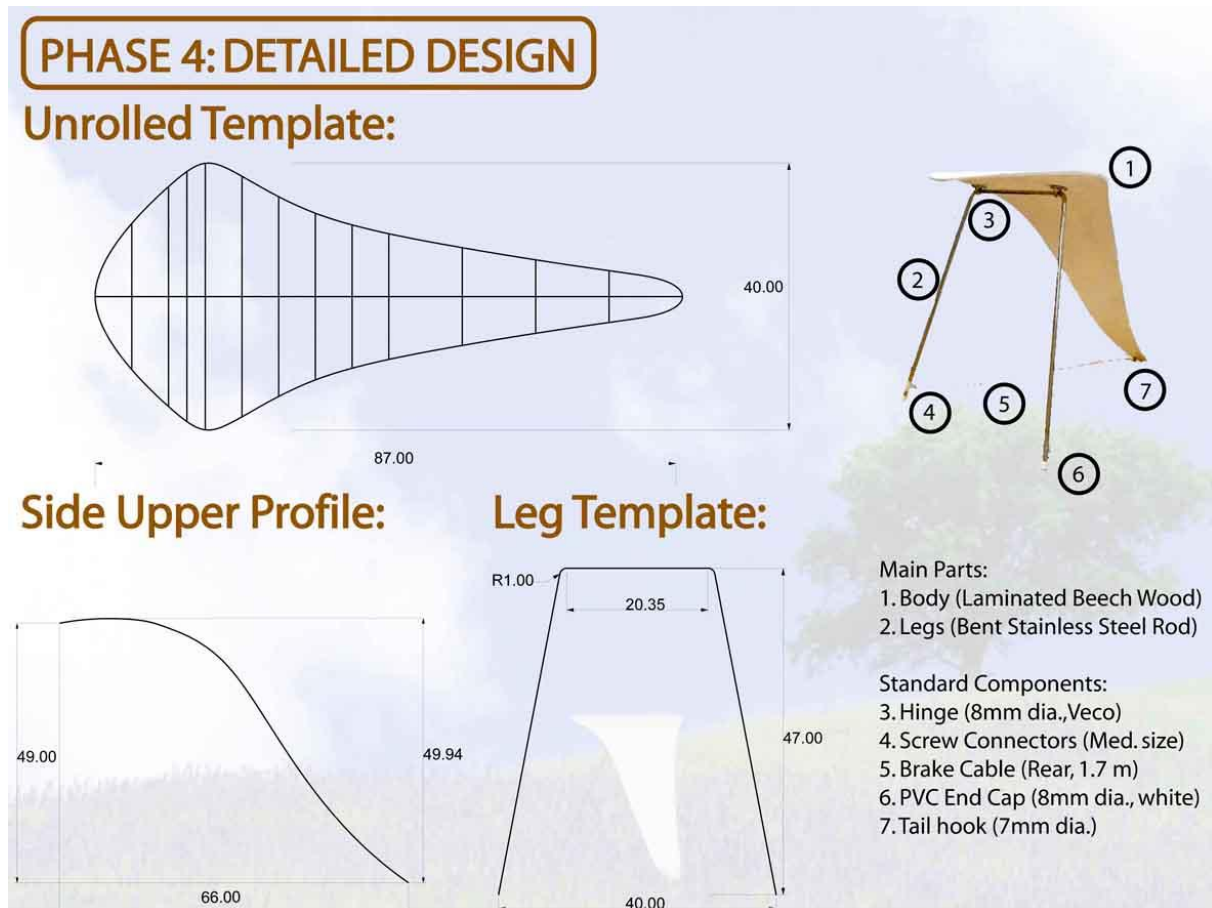 PHASE 4: DETAILED DESIGN
Unrolled Template:
40.00
87.00
1
2
3
4
5
6
7
Side Upper Profile:
49.00
49.94
66.00
Leg Template:
R1.00
20.35
47.00
40.00
Main Parts:
1. Body (Laminated Beech Wood)
2. Legs (Bent Stainless Steel Rod)
Standard Components:
3. Hinge (8mm dia.,Veco)
4. Screw Connectors (Med. size)
5. Brake Cable (Rear, 1.7 m)
6. PVC End Cap (8mm dia., white)
7. Tail hook (7mm dia.)